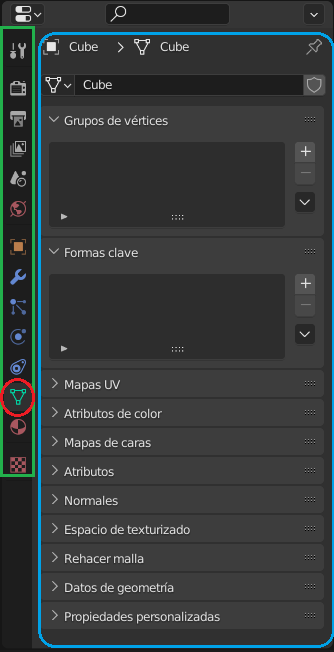 Cube > Cube
Cube
Grupos de vértices
Formas clave
Mapas UV
Atributos de color
Mapas de caras
Atributos
Normales
Espacio de texturizado
Rehacer malla
Datos de geometría
Propiedades personalizadas